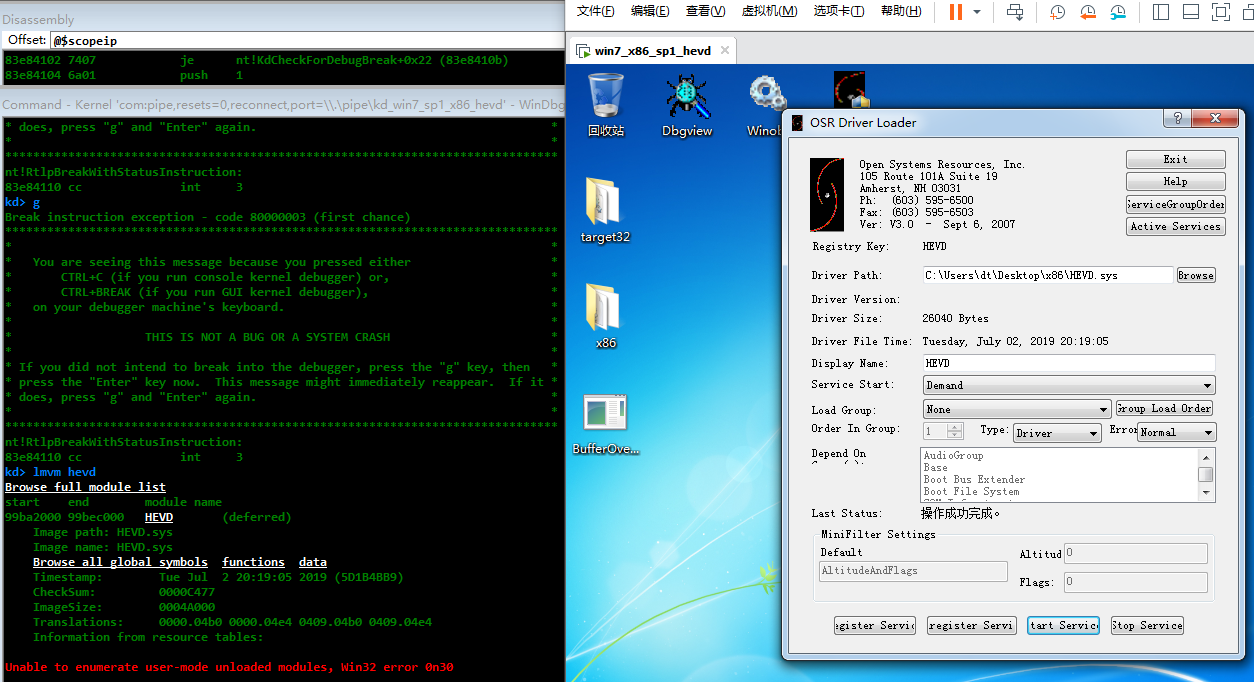 Disassembly
Offset: @$scopeip
83e84102 7407 je nt!KdCheckForDebugBreak+0x22 (83e8410b)
83e84104 6a01 push 1
Command - Kernel 'com:pipe,resets=0,reconnect,port=\\.\pipe\kd_win7_sp1_x86_hevd' - WinDbg
* does, press "g" and "Enter" again. *
* *
*******************************************************************************
nt!RtlpBreakWithStatusInstruction:
83e84110 cc int 3
kd> g
Break instruction exception - code 80000003 (first chance)
*******************************************************************************
* *
* You are seeing this message because you pressed either *
* CTRL+C (if you run console kernel debugger) or, *
* CTRL+BREAK (if you run GUI kernel debugger), *
* on your debugger machine's keyboard. *
* *
* THIS IS NOT A BUG OR A SYSTEM CRASH *
* *
* If you did not intend to break into the debugger, press the "g" key, then *
* press the "Enter" key now. This message might immediately reappear. If it *
* does, press "g" and "Enter" again. *
* *
*******************************************************************************
nt!RtlpBreakWithStatusInstruction:
83e84110 cc int 3
kd> lmvm hevd
Browse full module list
start end module name
99ba2000 99bec000 HEVD (deferred)
Image path: HEVD.sys
Image name: HEVD.sys
Browse all global symbols functions data
Timestamp: Tue Jul 2 20:19:05 2019 (5D1B4BB9)
CheckSum: 0000C477
ImageSize: 0004A000
Translations: 0000.04b0 0000.04e4 0409.04b0 0409.04e4
Information from resource tables:
Unable to enumerate user-mode unloaded modules, Win32 error 0n30
文件(F) 编辑(E) 查看(V) 虚拟机(M) 选项卡(T) 帮助(H)
win7_x86_sp1_hevd
回收站
Dbgview
Winob
target32
x86
BufferOve...
OSR Driver Loader
Open Systems Resources, Inc.
105 Route 101A Suite 19
Amherst, NH 03031
Ph: (603) 595-6500
Fax: (603) 595-6503
Ver: V3.0 - Sept 6, 2007
Exit
Help
ServiceGroupOrder
Active Services
Registry Key: HEVD
Driver Path: C:\Users\dt\Desktop\x86\HEVD.sys Browse
Driver Version:
Driver Size: 26040 Bytes
Driver File Time: Tuesday, July 02, 2019 20:19:05
Display Name: HEVD
Service Start: Demand
Load Group: None Group Load Order
Order In Group: 1 Type: Driver Error Normal
Depend On
AudioGroup
Base
Boot Bus Extender
Boot File System
Last Status: 操作成功完成。
MiniFilter Settings
Default
AltitudeAndFlags
Altitud 0
Flags: 0
gister Servic register Servi tart Service Stop Service